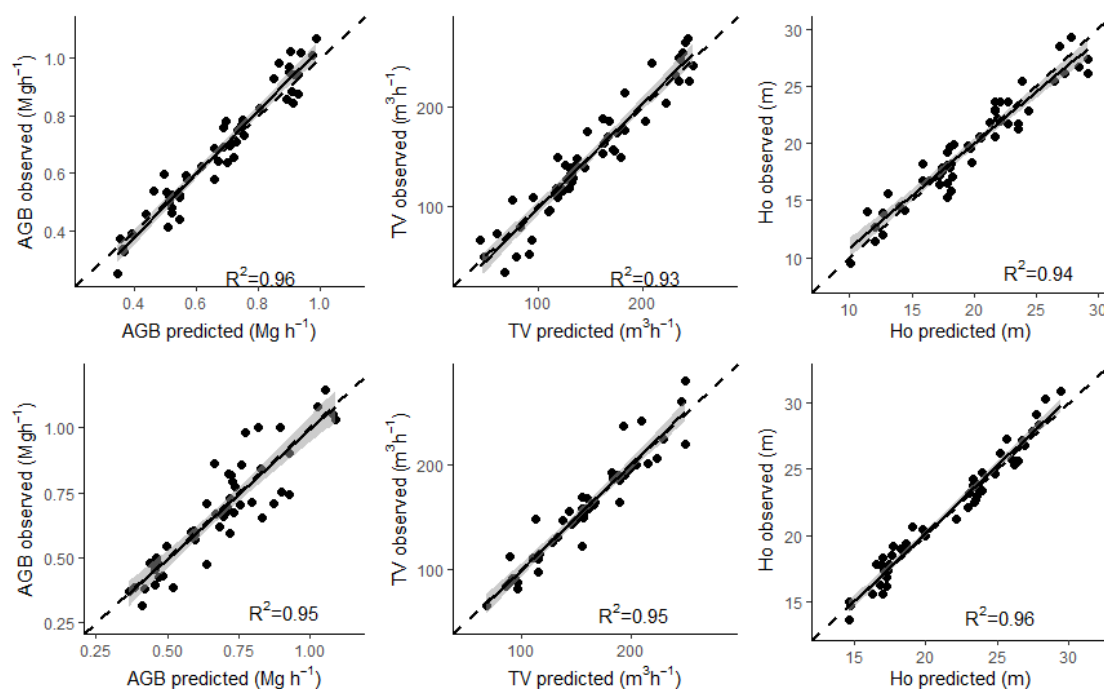 AGB observed (Mgh⁻¹)
1.0
0.8
0.6
0.4
R²=0.96
0.4 0.6 0.8 1.0
AGB predicted (Mg h⁻¹)
TV observed (m³h⁻¹)
200
100
R²=0.93
100 200
TV predicted (m³h⁻¹)
Ho observed (m)
30
25
20
15
10
R²=0.94
10 15 20 25 30
Ho predicted (m)
AGB observed (Mgh⁻¹)
1.00
0.75
0.50
0.25
R²=0.95
0.25 0.50 0.75 1.00
AGB predicted (Mg h⁻¹)
TV observed (m³h⁻¹)
200
100
R²=0.95
100 200
TV predicted (m³h⁻¹)
Ho observed (m)
30
25
20
15
R²=0.96
15 20 25 30
Ho predicted (m)